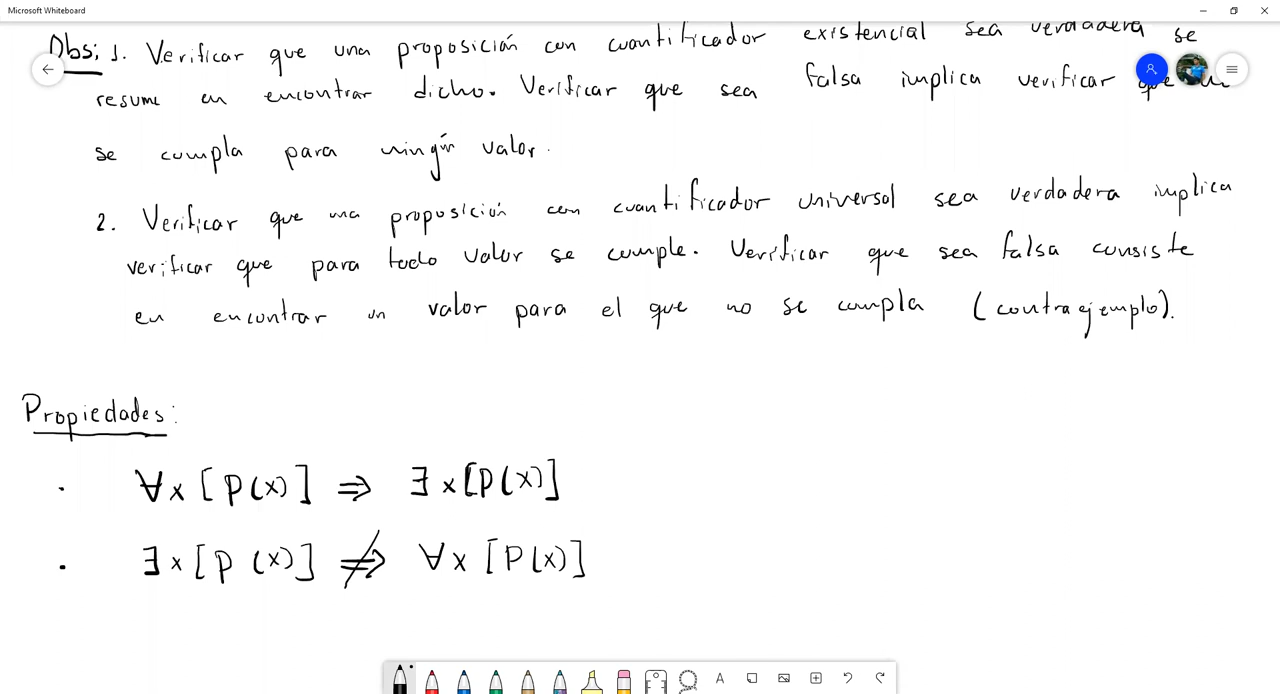 Microsoft Whiteboard
Obs: 1. Verificar que una proposición con cuantificador existencial sea verdadera se
resume en encontrar dicho. Verificar que sea falsa implica verificar que
se cumpla para ningún valor.
2. Verificar que una proposición con cuantificador universal sea verdadera implica
verificar que para todo valor se cumple. Verificar que sea falsa consiste
en encontrar un valor para el que no se cumpla (contraejemplo).
Propiedades:
· ∀x [P(x)] ⇒ ∃x[P(x)]
· ∃x[P(x)] ⇏ ∀x [P(x)]
A